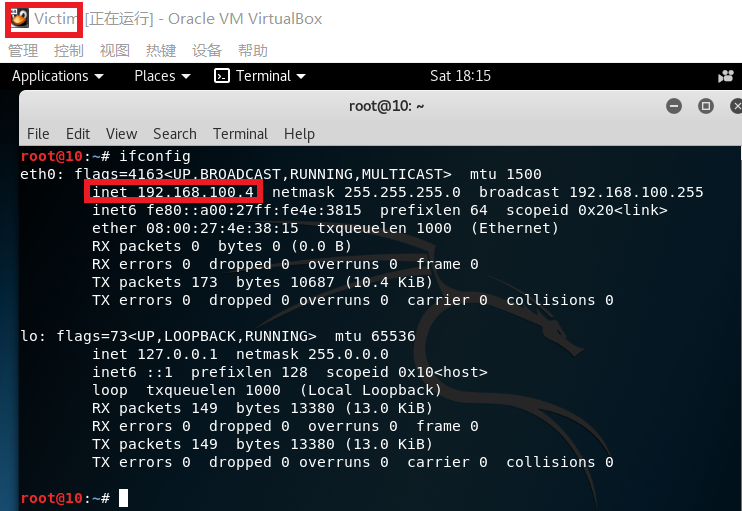 Victim [正在运行] - Oracle VM VirtualBox
管理 控制 视图 热键 设备 帮助
Applications Places Terminal Sat 18:15
root@10: ~
File Edit View Search Terminal Help
root@10:~# ifconfig
eth0: flags=4163<UP,BROADCAST,RUNNING,MULTICAST>  mtu 1500
        inet 192.168.100.4  netmask 255.255.255.0  broadcast 192.168.100.255
        inet6 fe80::a00:27ff:fe4e:3815  prefixlen 64  scopeid 0x20<link>
        ether 08:00:27:4e:38:15  txqueuelen 1000  (Ethernet)
        RX packets 0  bytes 0 (0.0 B)
        RX errors 0  dropped 0  overruns 0  frame 0
        TX packets 173  bytes 10687 (10.4 KiB)
        TX errors 0  dropped 0 overruns 0  carrier 0  collisions 0

lo: flags=73<UP,LOOPBACK,RUNNING>  mtu 65536
        inet 127.0.0.1  netmask 255.0.0.0
        inet6 ::1  prefixlen 128  scopeid 0x10<host>
        loop  txqueuelen 1000  (Local Loopback)
        RX packets 149  bytes 13380 (13.0 KiB)
        RX errors 0  dropped 0  overruns 0  frame 0
        TX packets 149  bytes 13380 (13.0 KiB)
        TX errors 0  dropped 0 overruns 0  carrier 0  collisions 0

root@10:~#